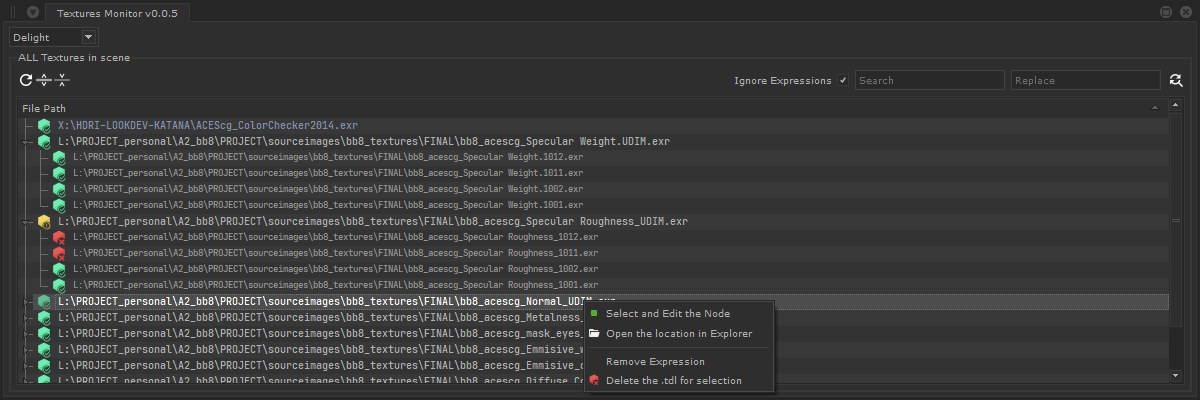 Textures Monitor v0.0.5
Delight
ALL Textures in scene
Ignore Expressions Search Replace
File Path
X:\HDRI-LOOKDEV-KATANA\ACEScg_ColorChecker2014.exr
L:\PROJECT_personal\A2_bb8\PROJECT\sourceimages\bb8_textures\FINAL\bb8_acescg_Specular Weight.UDIM.exr
L:\PROJECT_personal\A2_bb8\PROJECT\sourceimages\bb8_textures\FINAL\bb8_acescg_Specular Weight.1012.exr
L:\PROJECT_personal\A2_bb8\PROJECT\sourceimages\bb8_textures\FINAL\bb8_acescg_Specular Weight.1011.exr
L:\PROJECT_personal\A2_bb8\PROJECT\sourceimages\bb8_textures\FINAL\bb8_acescg_Specular Weight.1002.exr
L:\PROJECT_personal\A2_bb8\PROJECT\sourceimages\bb8_textures\FINAL\bb8_acescg_Specular Weight.1001.exr
L:\PROJECT_personal\A2_bb8\PROJECT\sourceimages\bb8_textures\FINAL\bb8_acescg_Specular Roughness_UDIM.exr
L:\PROJECT_personal\A2_bb8\PROJECT\sourceimages\bb8_textures\FINAL\bb8_acescg_Specular Roughness_1012.exr
L:\PROJECT_personal\A2_bb8\PROJECT\sourceimages\bb8_textures\FINAL\bb8_acescg_Specular Roughness_1011.exr
L:\PROJECT_personal\A2_bb8\PROJECT\sourceimages\bb8_textures\FINAL\bb8_acescg_Specular Roughness_1002.exr
L:\PROJECT_personal\A2_bb8\PROJECT\sourceimages\bb8_textures\FINAL\bb8_acescg_Specular Roughness_1001.exr
L:\PROJECT_personal\A2_bb8\PROJECT\sourceimages\bb8_textures\FINAL\bb8_acescg_Normal_UDIM.exr
L:\PROJECT_personal\A2_bb8\PROJECT\sourceimages\bb8_textures\FINAL\bb8_acescg_Metalness_
L:\PROJECT_personal\A2_bb8\PROJECT\sourceimages\bb8_textures\FINAL\bb8_acescg_mask_eyes_
L:\PROJECT_personal\A2_bb8\PROJECT\sourceimages\bb8_textures\FINAL\bb8_acescg_Emmisive_
L:\PROJECT_personal\A2_bb8\PROJECT\sourceimages\bb8_textures\FINAL\bb8_acescg_Emmisive_
L:\PROJECT_personal\A2_bb8\PROJECT\sourceimages\bb8_textures\FINAL\bb8_acescg_Diffuse_Co
Select and Edit the Node
Open the location in Explorer
Remove Expression
Delete the .tdl for selection